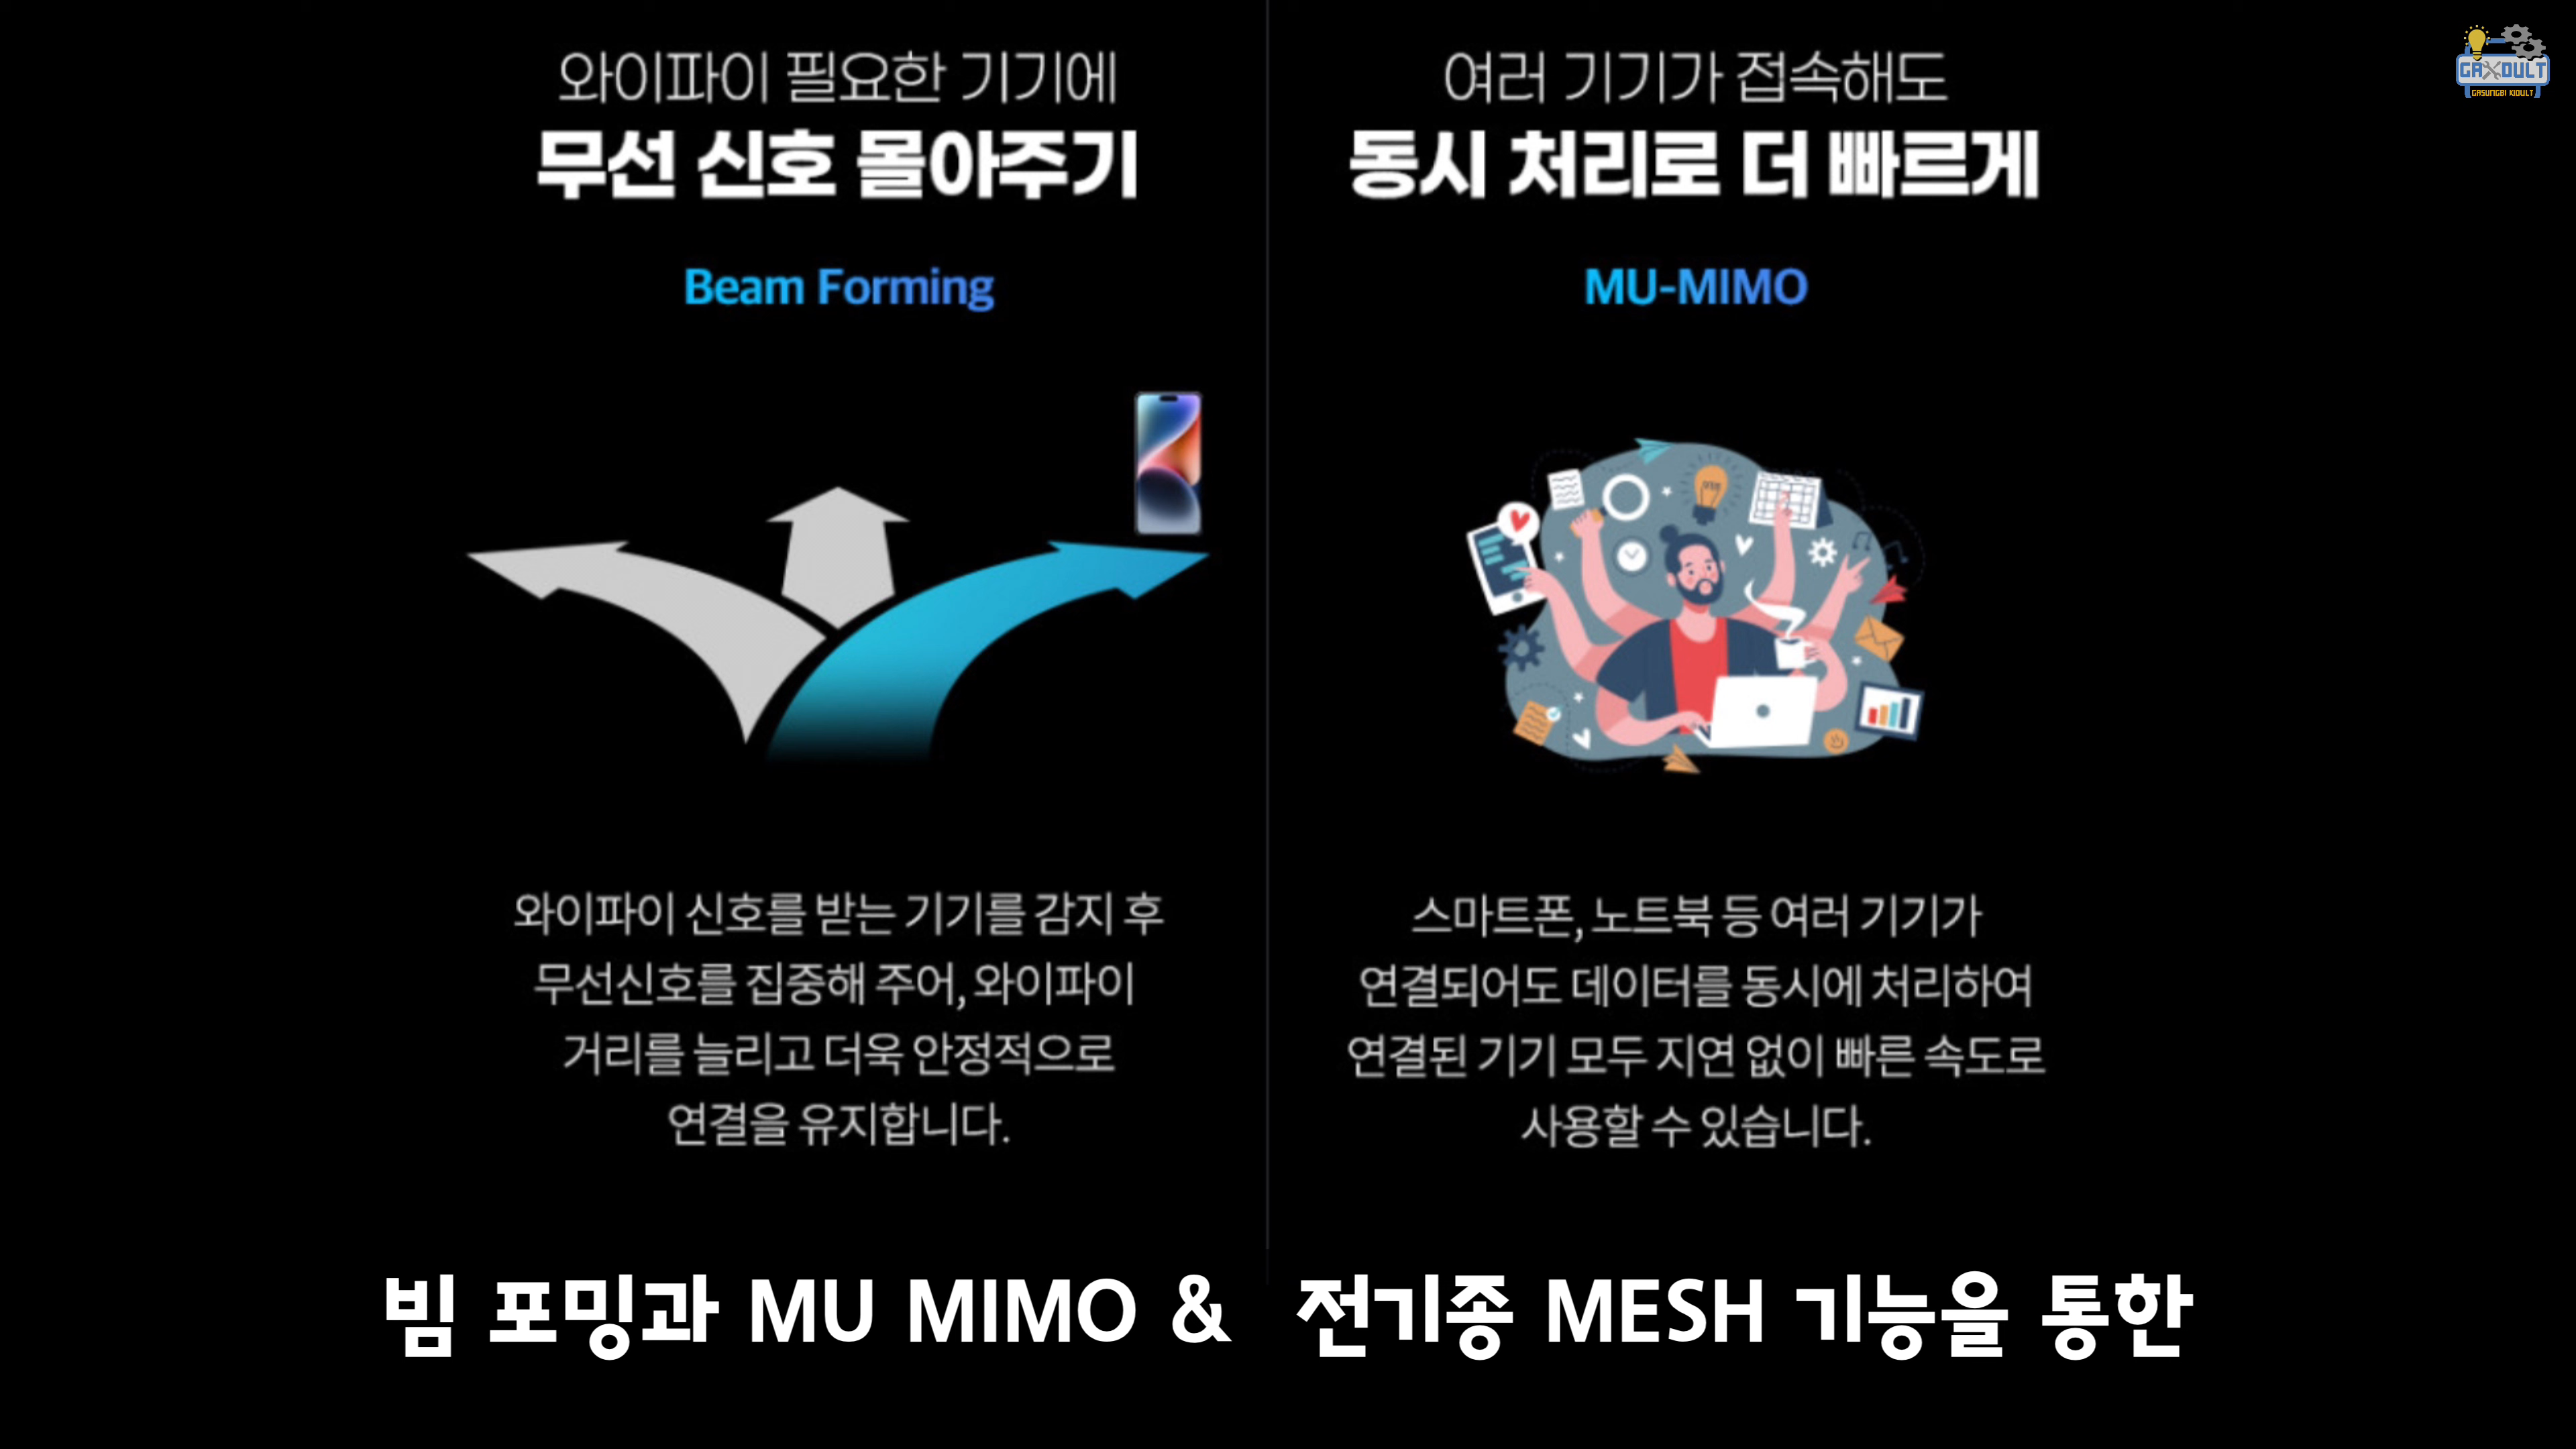 와이파이 필요한 기기에
무선 신호 몰아주기
Beam Forming
와이파이 신호를 받는 기기를 감지 후
무선신호를 집중해 주어, 와이파이
거리를 늘리고 더욱 안정적으로
연결을 유지합니다.
여러 기기가 접속해도
동시 처리로 더 빠르게
MU-MIMO
스마트폰, 노트북 등 여러 기기가
연결되어도 데이터를 동시에 처리하여
연결된 기기 모두 지연 없이 빠른 속도로
사용할 수 있습니다.
빔 포밍과 MU MIMO & 전기종 MESH 기능을 통한
GAXDULT
GASUNGBI KIDULT